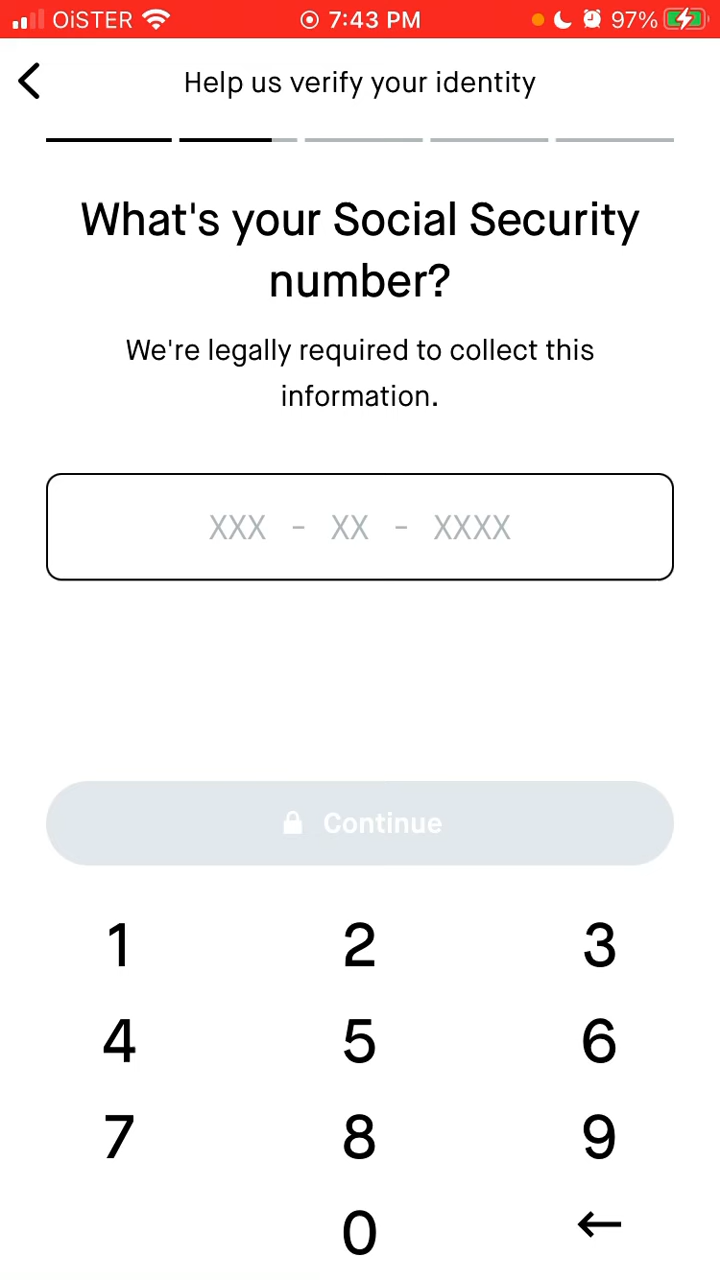 OiSTER 7:43 PM 97%
Help us verify your identity
What's your Social Security
number?
We're legally required to collect this
information.
XXX - XX - XXXX
Continue
1 2 3
4 5 6
7 8 9
0